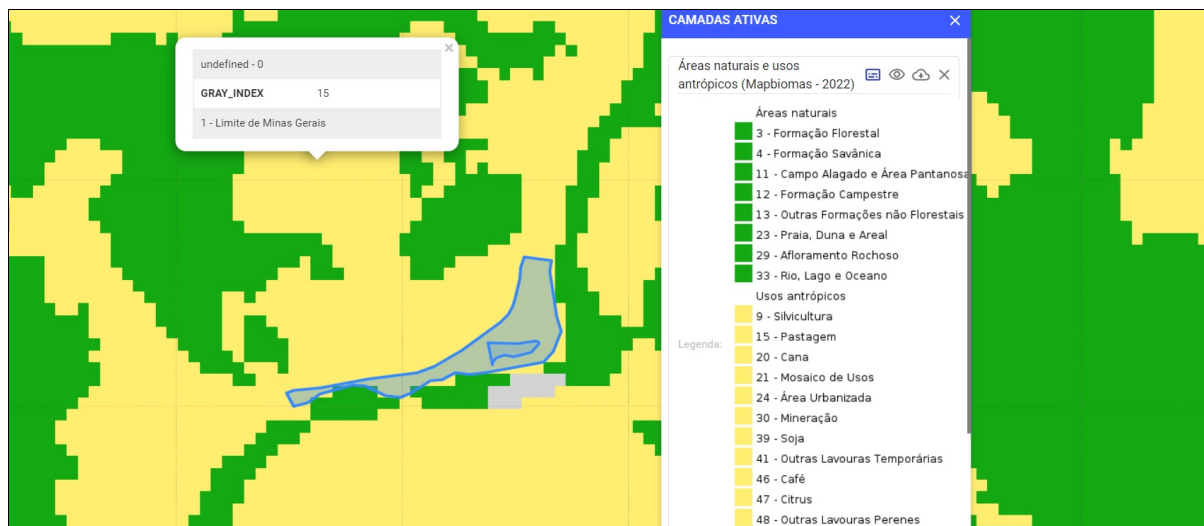 undefined - 0
GRAY_INDEX 15
1 - Limite de Minas Gerais
CAMADAS ATIVAS
Áreas naturais e usos
antrópicos (Mapbiomas - 2022)
Legenda:
Áreas naturais
3 - Formação Florestal
4 - Formação Savânica
11 - Campo Alagado e Área Pantanosa
12 - Formação Campestre
13 - Outras Formações não Florestais
23 - Praia, Duna e Areal
29 - Afloramento Rochoso
33 - Rio, Lago e Oceano
Usos antrópicos
9 - Silvicultura
15 - Pastagem
20 - Cana
21 - Mosaico de Usos
24 - Área Urbanizada
30 - Mineração
39 - Soja
41 - Outras Lavouras Temporárias
46 - Café
47 - Citrus
48 - Outras Lavouras Perenes